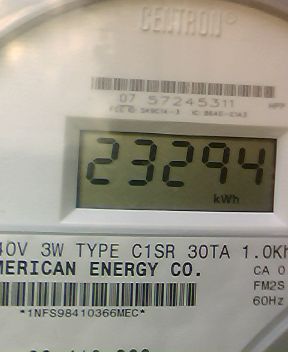 CENTRON®
07 57245311
23294
kWh
40V 3W TYPE C1SR 30TA 1.0Kh
MERICAN ENERGY CO.
CA 0
FM2S
60Hz
*1NFS98410366MEC*